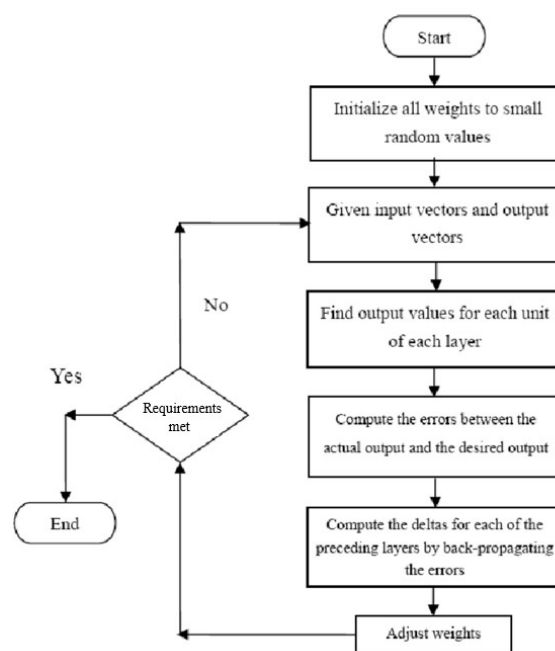 Start
Initialize all weights to small
random values
Given input vectors and output
vectors
No
Find output values for each unit
of each layer
Yes
Requirements
met
Compute the errors between the
actual output and the desired output
End
Compute the deltas for each of the
preceding layers by back-propagating
the errors
Adjust weights